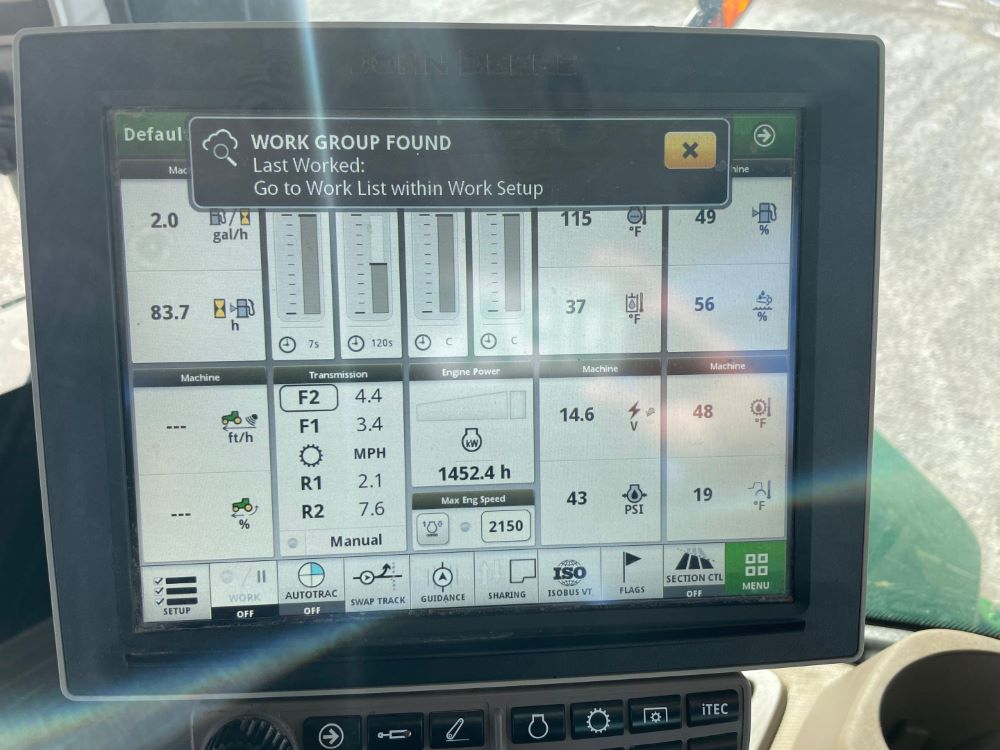 JOHN DEERE
Defaul
WORK GROUP FOUND
Last Worked:
Go to Work List within Work Setup
Mac
hine
2.0
gal/h
83.7
h
7s
120s
C
C
115
°F
37
°F
49
%
56
%
Machine
---
ft/h
---
%
Transmission
F2 4.4
F1 3.4
MPH
R1 2.1
R2 7.6
Manual
Engine Power
kW
1452.4 h
Max Eng Speed
2150
Machine
14.6
V
43
PSI
Machine
48
°F
19
°F
SETUP
WORK
OFF
AUTOTRAC
OFF
SWAP TRACK
GUIDANCE
SHARING
ISO
ISOBUS VT
FLAGS
SECTION CTL
OFF
MENU
iTEC